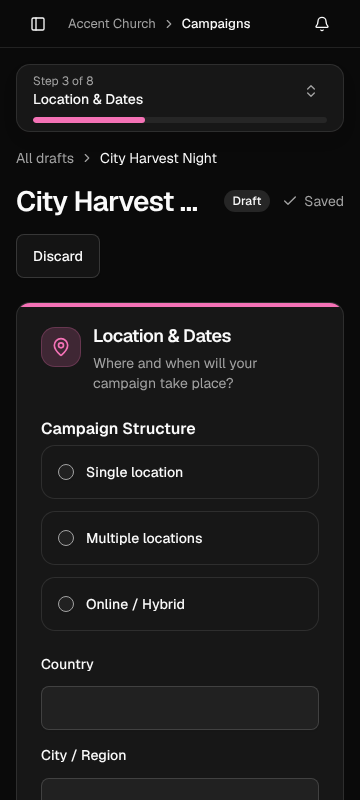 Accent Church > Campaigns
Step 3 of 8
Location & Dates
All drafts > City Harvest Night
City Harvest ... Draft Saved
Discard
Location & Dates
Where and when will your
campaign take place?
Campaign Structure
Single location
Multiple locations
Online / Hybrid
Country
City / Region